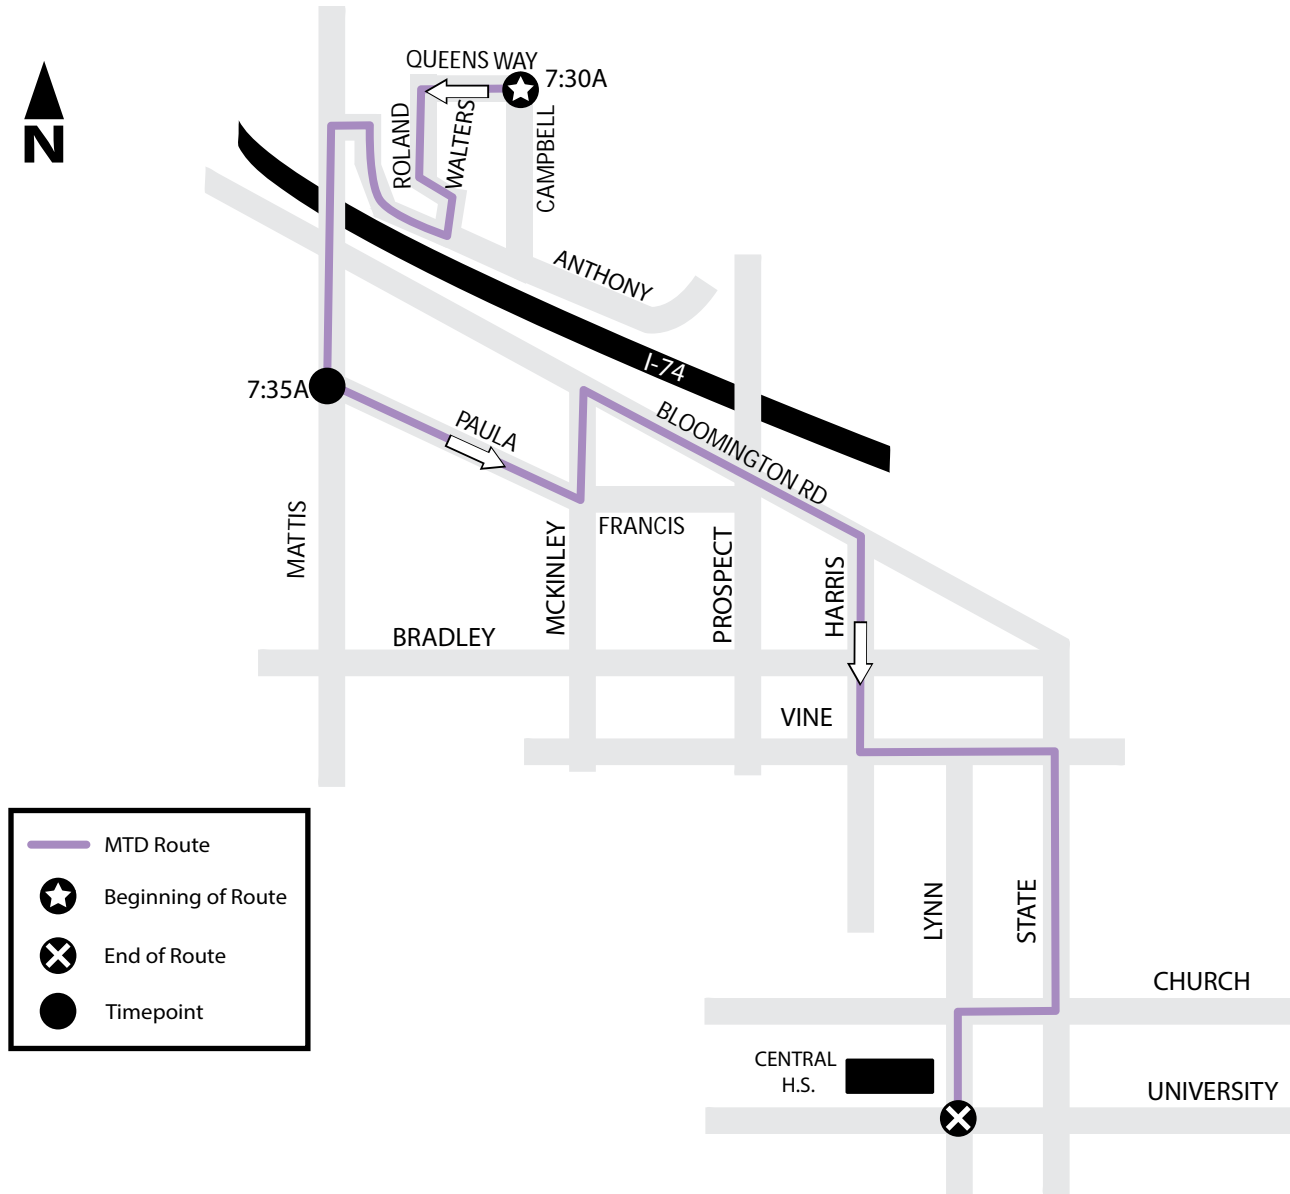 QUEENS WAY
7:30A
N
ROLAND
WALTERS
CAMPBELL
ANTHONY
I-74
7:35A
PAULA
BLOOMINGTON RD
MATTIS
MCKINLEY
FRANCIS
PROSPECT
HARRIS
BRADLEY
VINE
MTD Route
Beginning of Route
End of Route
Timepoint
LYNN
STATE
CHURCH
CENTRAL
H.S.
UNIVERSITY